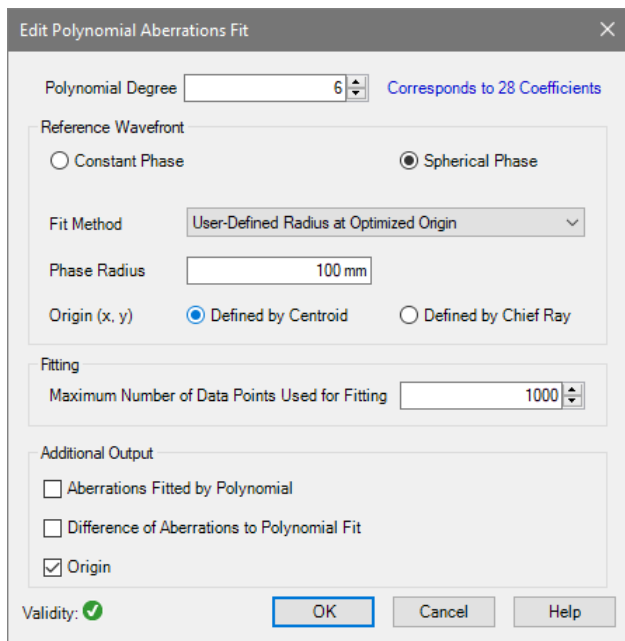 Edit Polynomial Aberrations Fit
Polynomial Degree 6 Corresponds to 28 Coefficients
Reference Wavefront
Constant Phase Spherical Phase
Fit Method User-Defined Radius at Optimized Origin
Phase Radius 100 mm
Origin (x, y) Defined by Centroid Defined by Chief Ray
Fitting
Maximum Number of Data Points Used for Fitting 1000
Additional Output
Aberrations Fitted by Polynomial
Difference of Aberrations to Polynomial Fit
Origin
Validity: OK Cancel Help